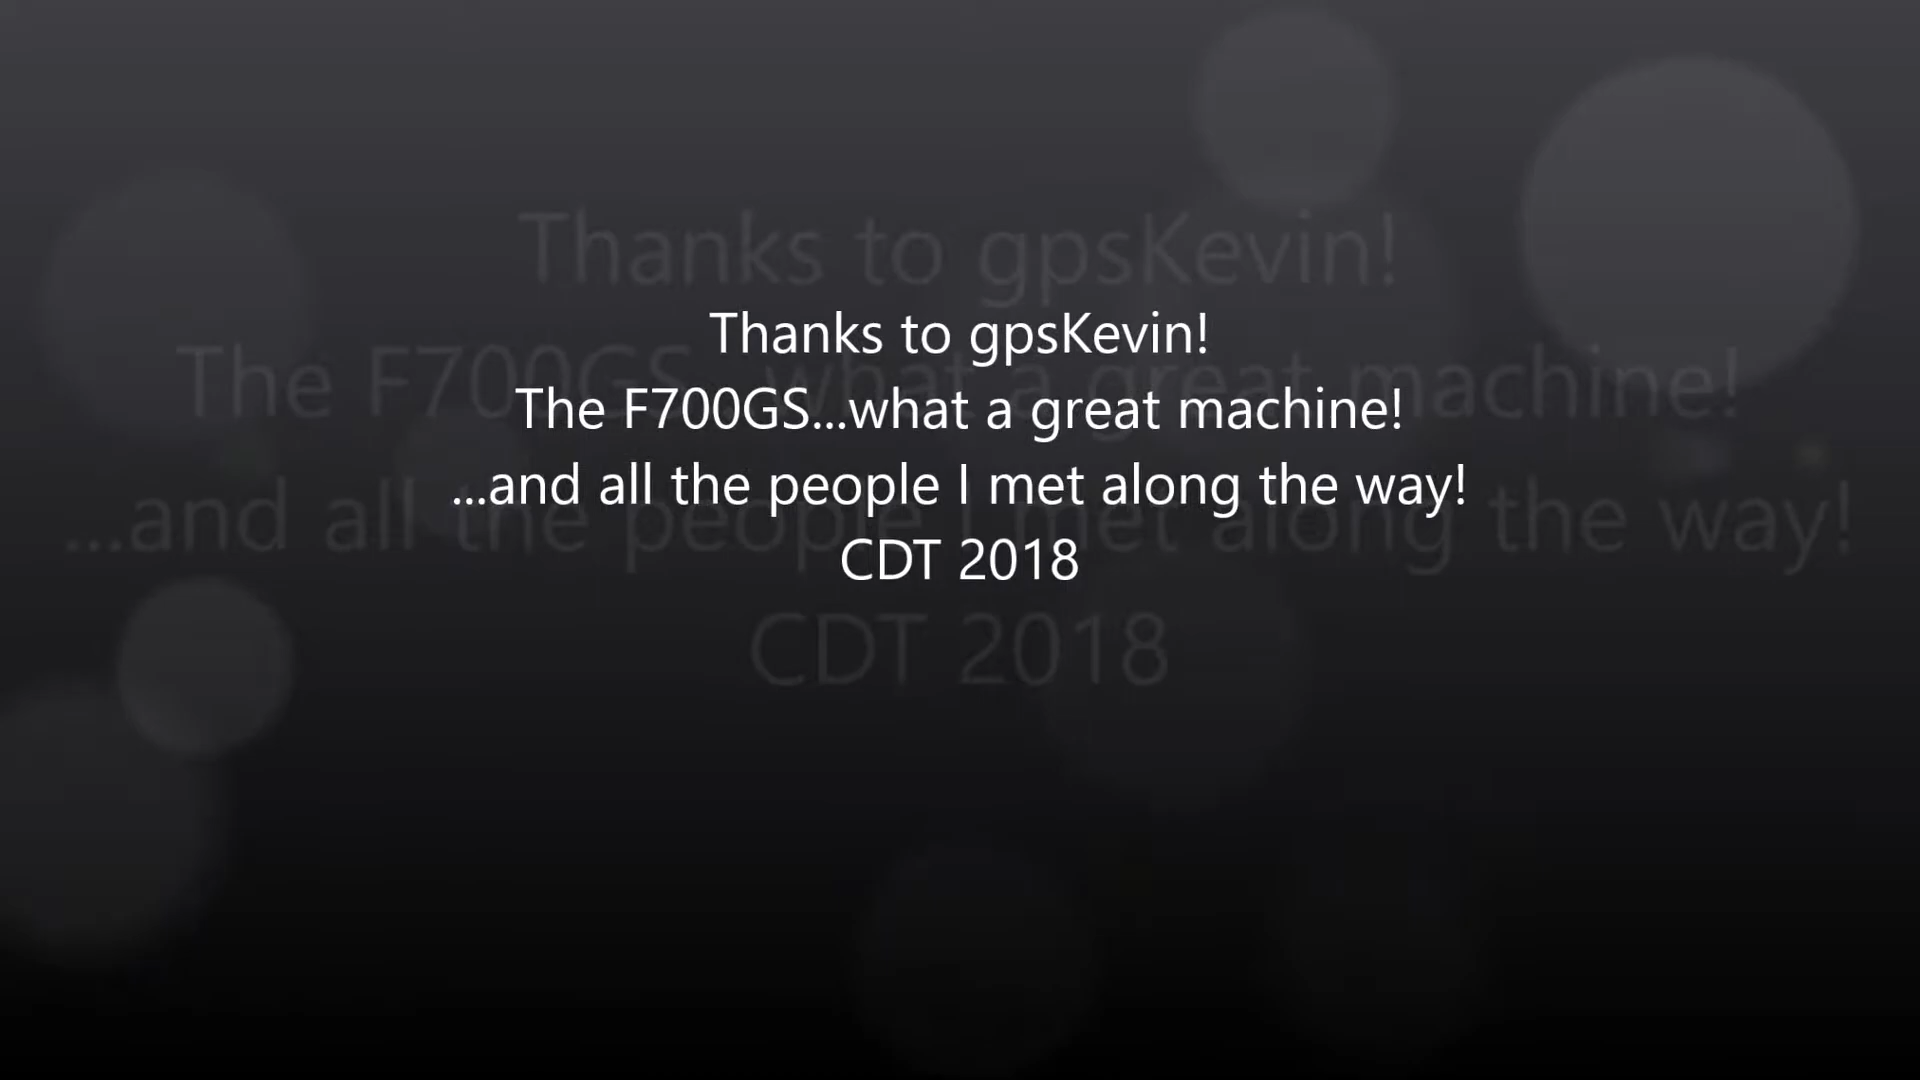 Thanks to gpsKevin!
The F700GS...what a great machine!
...and all the people I met along the way!
CDT 2018